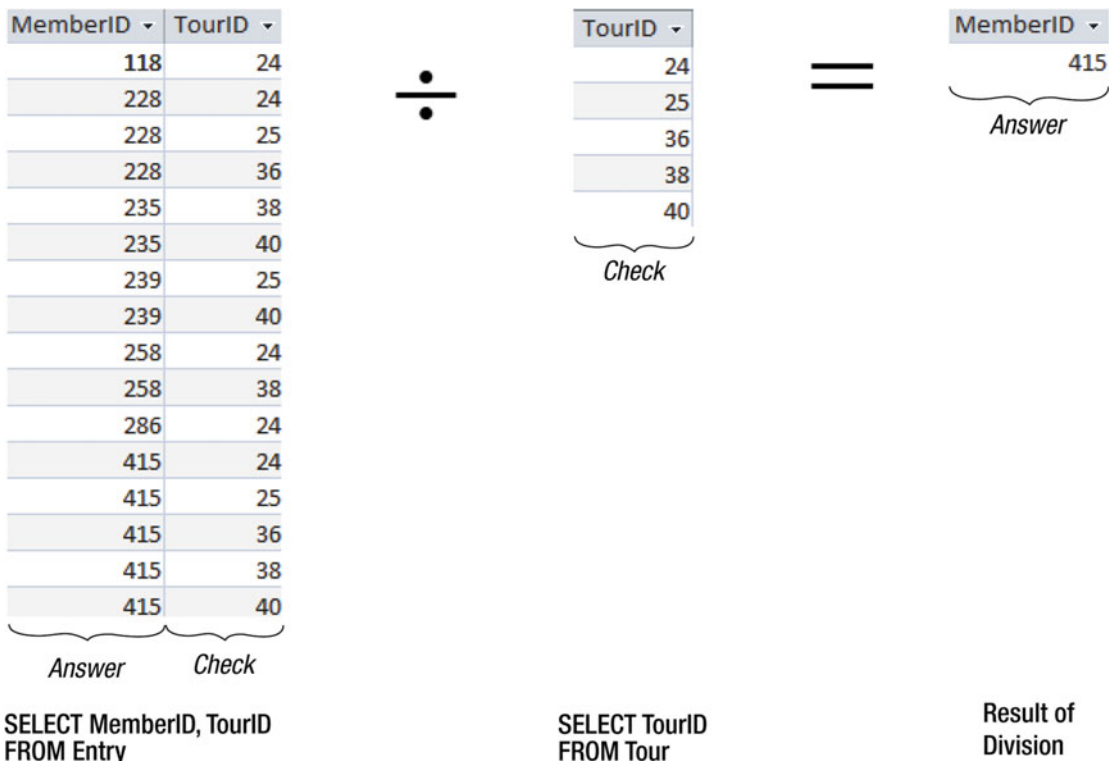 MemberID TourID
118 24
228 24
228 25
228 36
235 38
235 40
239 25
239 40
258 24
258 38
286 24
415 24
415 25
415 36
415 38
415 40
Answer Check
SELECT MemberID, TourID
FROM Entry
÷
TourID
24
25
36
38
40
Check
SELECT TourID
FROM Tour
=
MemberID
415
Answer
Result of
Division